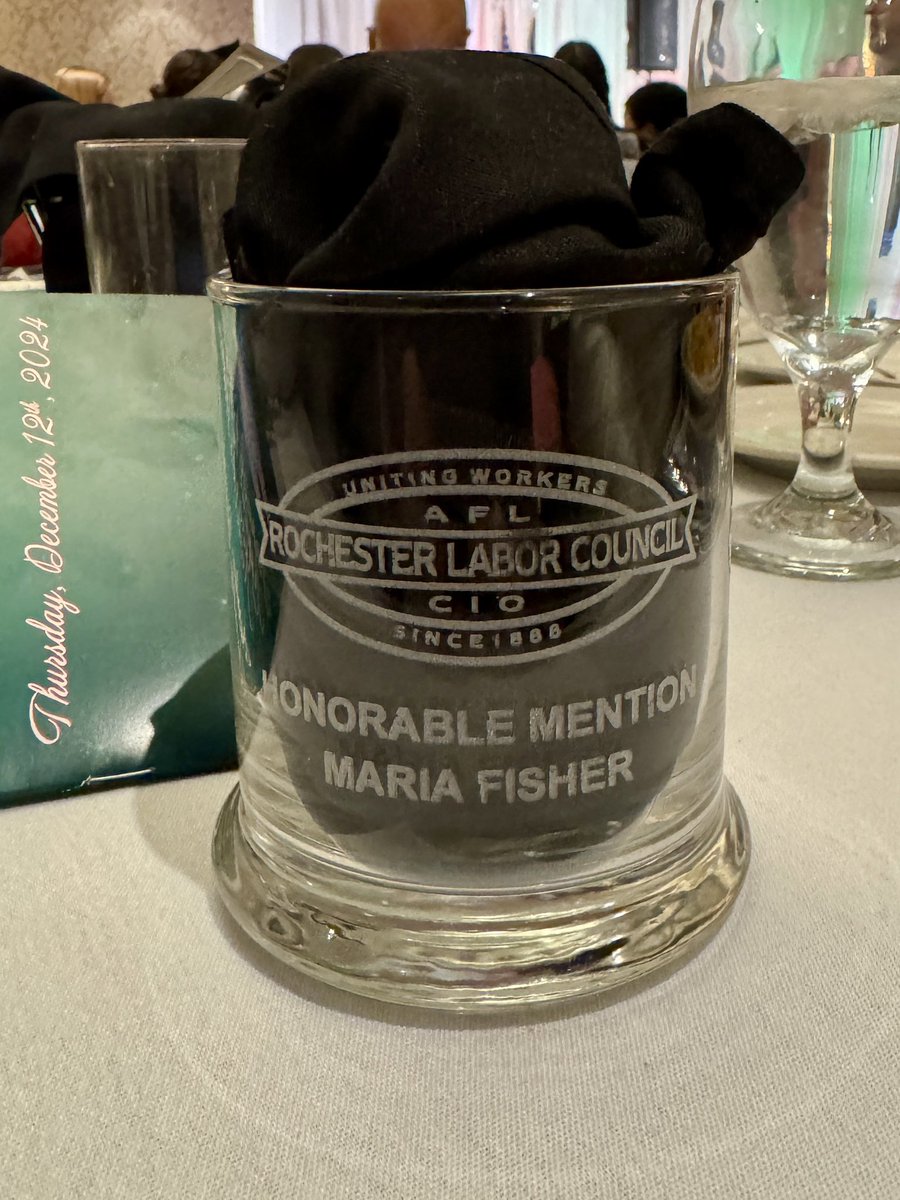 Thursday, December 12th, 2024
UNITING WORKERS
AFL
ROCHESTER LABOR COUNCIL
CIO
SINCE 1888
HONORABLE MENTION
MARIA FISHER